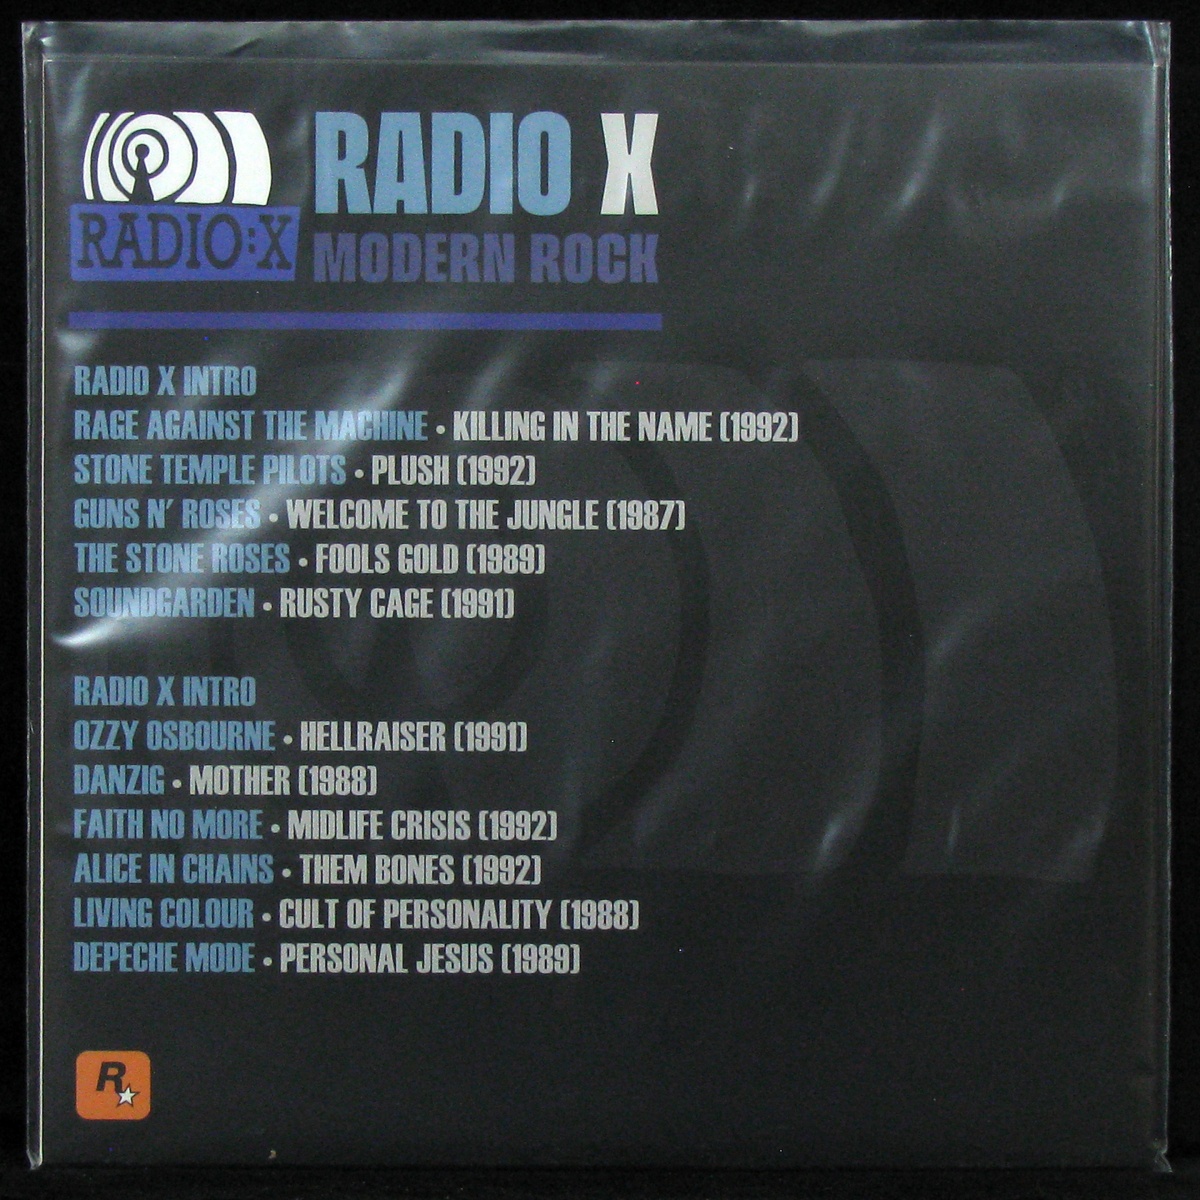 RADIO X
RADIO:X
MODERN ROCK
RADIO X INTRO
RAGE AGAINST THE MACHINE • KILLING IN THE NAME (1992)
STONE TEMPLE PILOTS • PLUSH (1992)
GUNS N' ROSES • WELCOME TO THE JUNGLE (1987)
THE STONE ROSES • FOOLS GOLD (1989)
SOUNDGARDEN • RUSTY CAGE (1991)
RADIO X INTRO
OZZY OSBOURNE • HELLRAISER (1991)
DANZIG • MOTHER (1988)
FAITH NO MORE • MIDLIFE CRISIS (1992)
ALICE IN CHAINS • THEM BONES (1992)
LIVING COLOUR • CULT OF PERSONALITY (1988)
DEPECHE MODE • PERSONAL JESUS (1989)
R